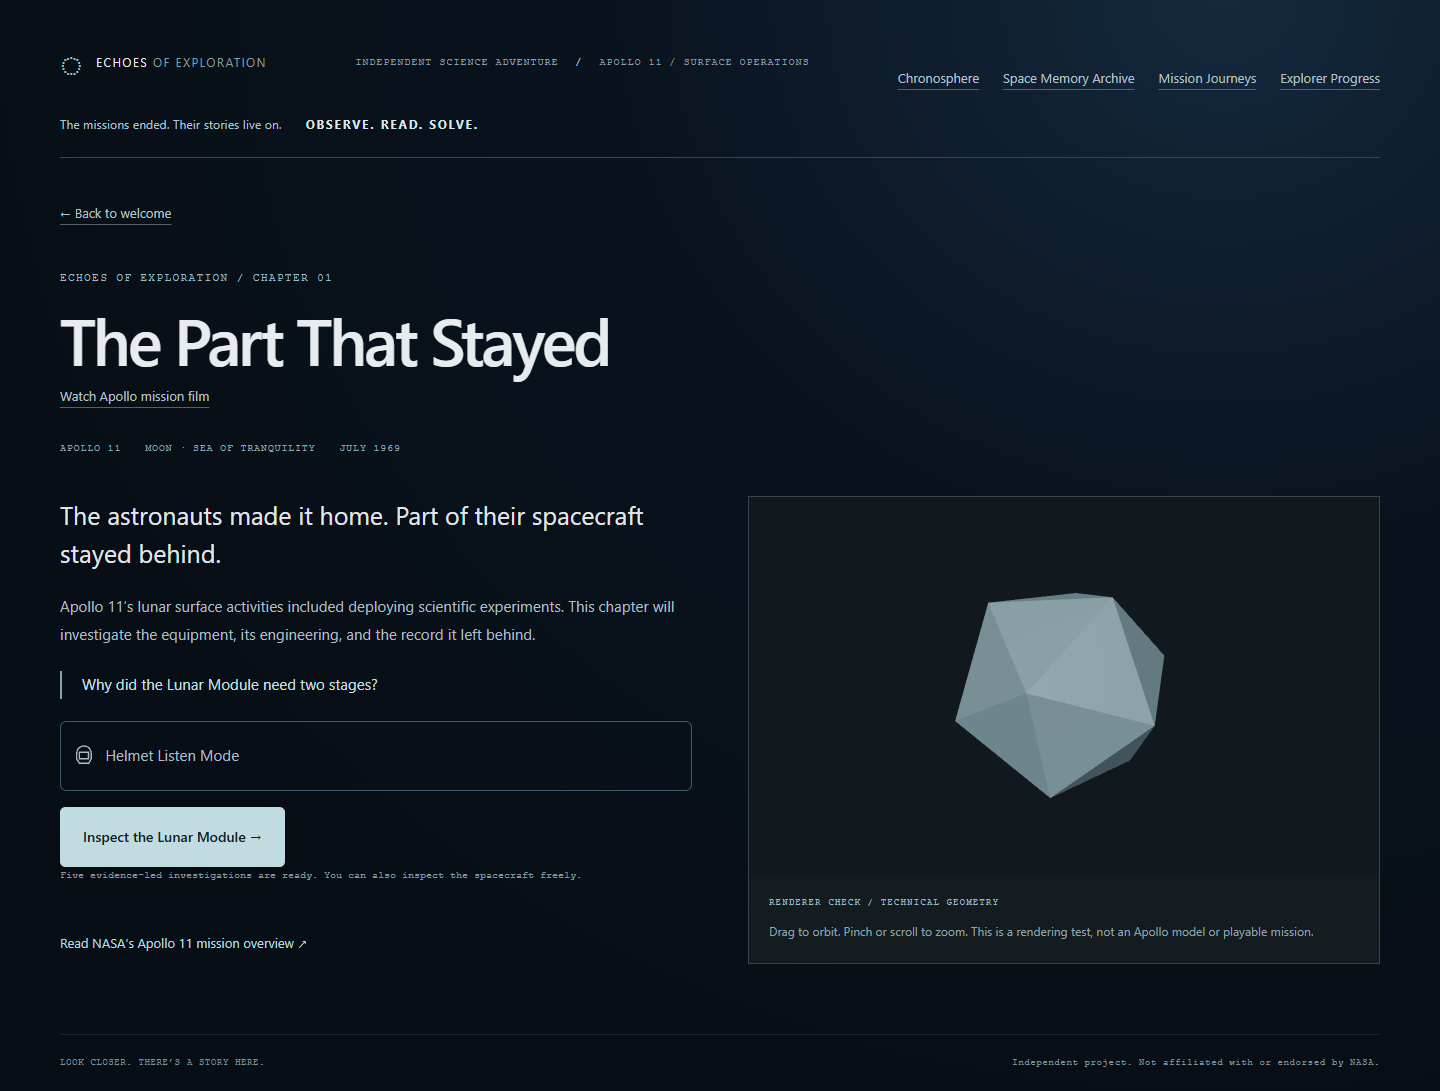 ECHOES OF EXPLORATION
INDEPENDENT SCIENCE ADVENTURE / APOLLO 11 / SURFACE OPERATIONS
Chronosphere Space Memory Archive Mission Journeys Explorer Progress
The missions ended. Their stories live on. OBSERVE. READ. SOLVE.
← Back to welcome
ECHOES OF EXPLORATION / CHAPTER 01
The Part That Stayed
Watch Apollo mission film
APOLLO 11 MOON · SEA OF TRANQUILITY JULY 1969
The astronauts made it home. Part of their spacecraft
stayed behind.
Apollo 11’s lunar surface activities included deploying scientific experiments. This chapter will
investigate the equipment, its engineering, and the record it left behind.
Why did the Lunar Module need two stages?
Helmet Listen Mode
Inspect the Lunar Module →
Five evidence-led investigations are ready. You can also inspect the spacecraft freely.
Read NASA’s Apollo 11 mission overview ↗
RENDERER CHECK / TECHNICAL GEOMETRY
Drag to orbit. Pinch or scroll to zoom. This is a rendering test, not an Apollo model or playable mission.
LOOK CLOSER. THERE’S A STORY HERE.
Independent project. Not affiliated with or endorsed by NASA.